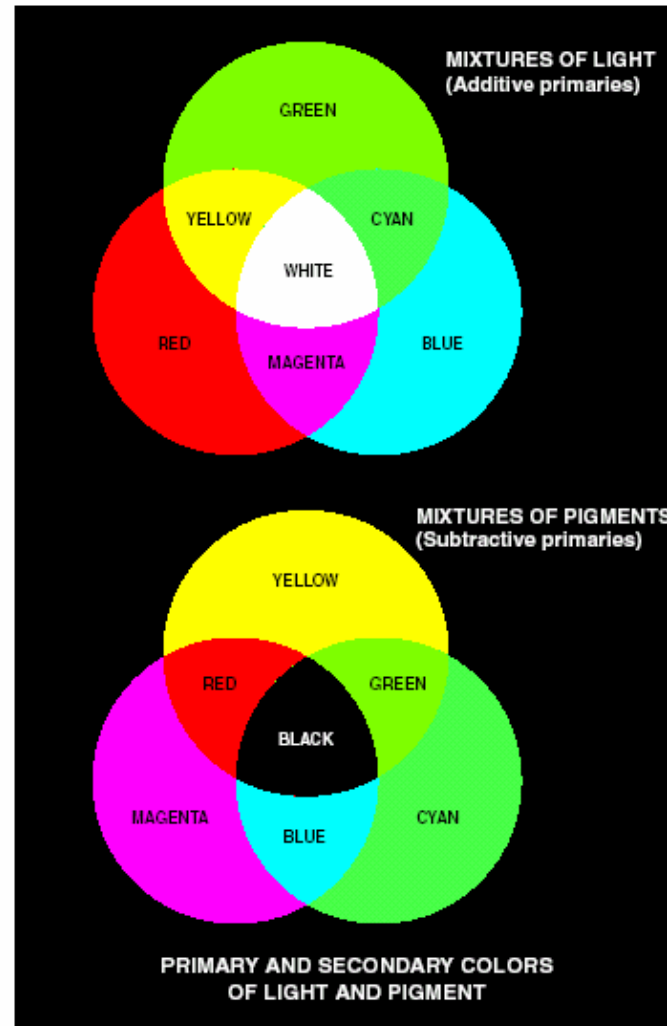 MIXTURES OF LIGHT
(Additive primaries)
GREEN
YELLOW
CYAN
WHITE
RED
BLUE
MAGENTA
MIXTURES OF PIGMENTS
(Subtractive primaries)
YELLOW
RED
GREEN
BLACK
MAGENTA
CYAN
BLUE
PRIMARY AND SECONDARY COLORS
OF LIGHT AND PIGMENT